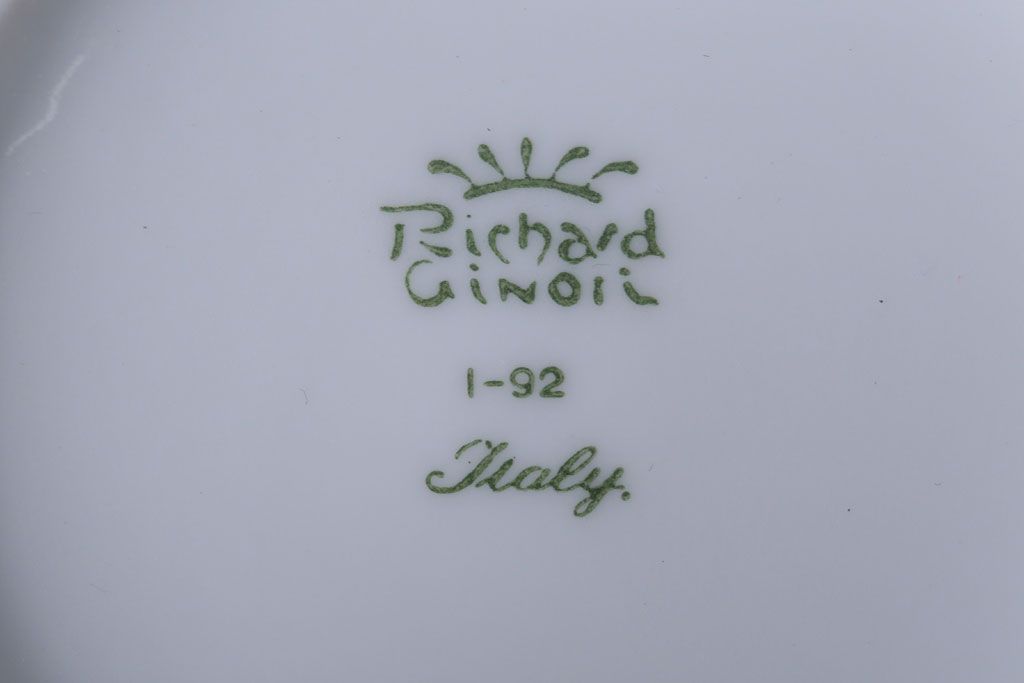 Richard
Ginori
1-92
Italy.